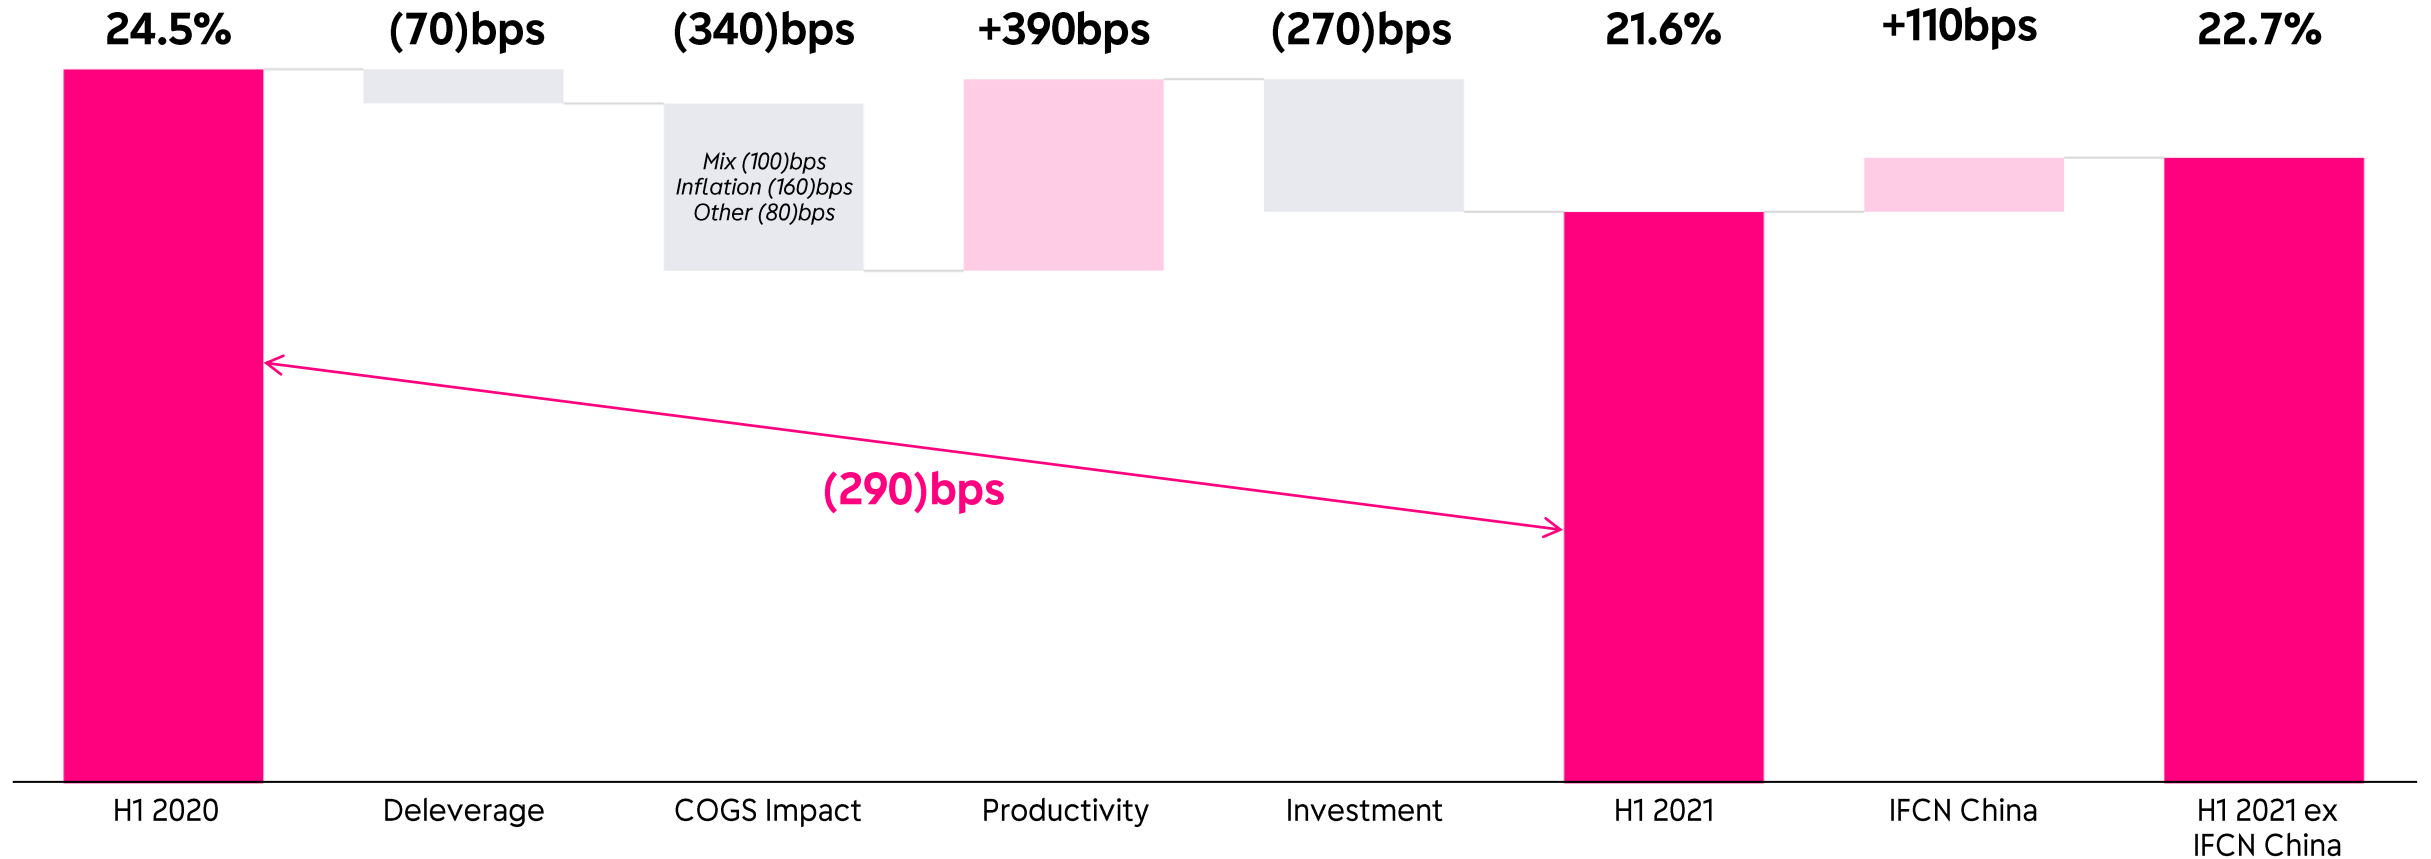 24.5%
(70)bps
(340)bps
+390bps
(270)bps
21.6%
+110bps
22.7%
Mix (100)bps
Inflation (160)bps
Other (80)bps
(290)bps
H1 2020
Deleverage
COGS Impact
Productivity
Investment
H1 2021
IFCN China
H1 2021 ex
IFCN China